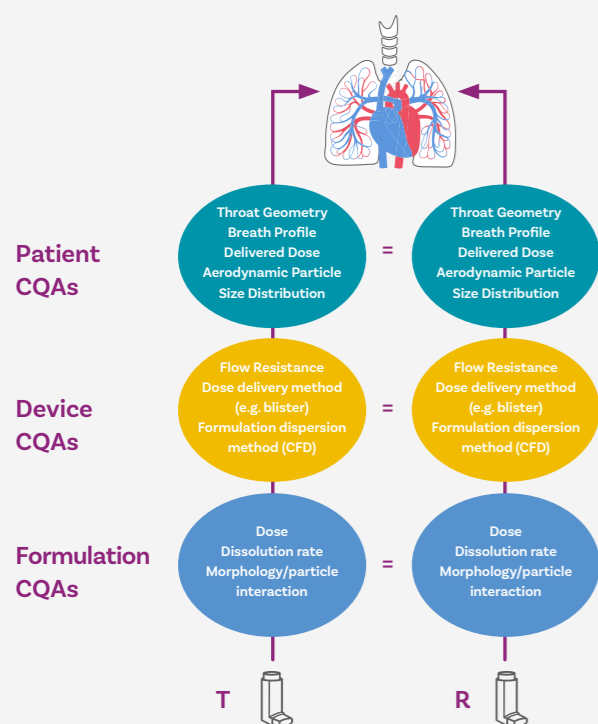 Patient
CQAs
Throat Geometry
Breath Profile
Delivered Dose
Aerodynamic Particle
Size Distribution
=
Throat Geometry
Breath Profile
Delivered Dose
Aerodynamic Particle
Size Distribution
Device
CQAs
Flow Resistance
Dose delivery method
(e.g. blister)
Formulation dispersion
method (CFD)
=
Flow Resistance
Dose delivery method
(e.g. blister)
Formulation dispersion
method (CFD)
Formulation
CQAs
Dose
Dissolution rate
Morphology/particle
interaction
=
Dose
Dissolution rate
Morphology/particle
interaction
T
R